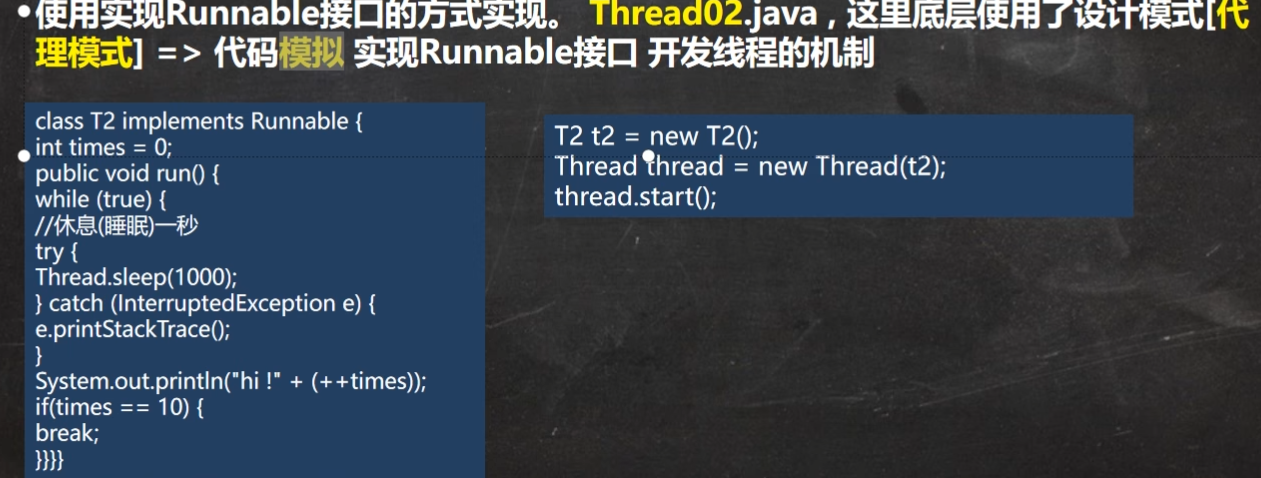 •使用实现Runnable接口的方式实现。 Thread02.java，这里底层使用了设计模式[代
理模式] => 代码模拟 实现Runnable接口 开发线程的机制
class T2 implements Runnable {
int times = 0;
public void run() {
while (true) {
//休息(睡眠)一秒
try {
Thread.sleep(1000);
} catch (InterruptedException e) {
e.printStackTrace();
}
System.out.println("hi !" + (++times));
if(times == 10) {
break;
}}}}
T2 t2 = new T2();
Thread thread = new Thread(t2);
thread.start();